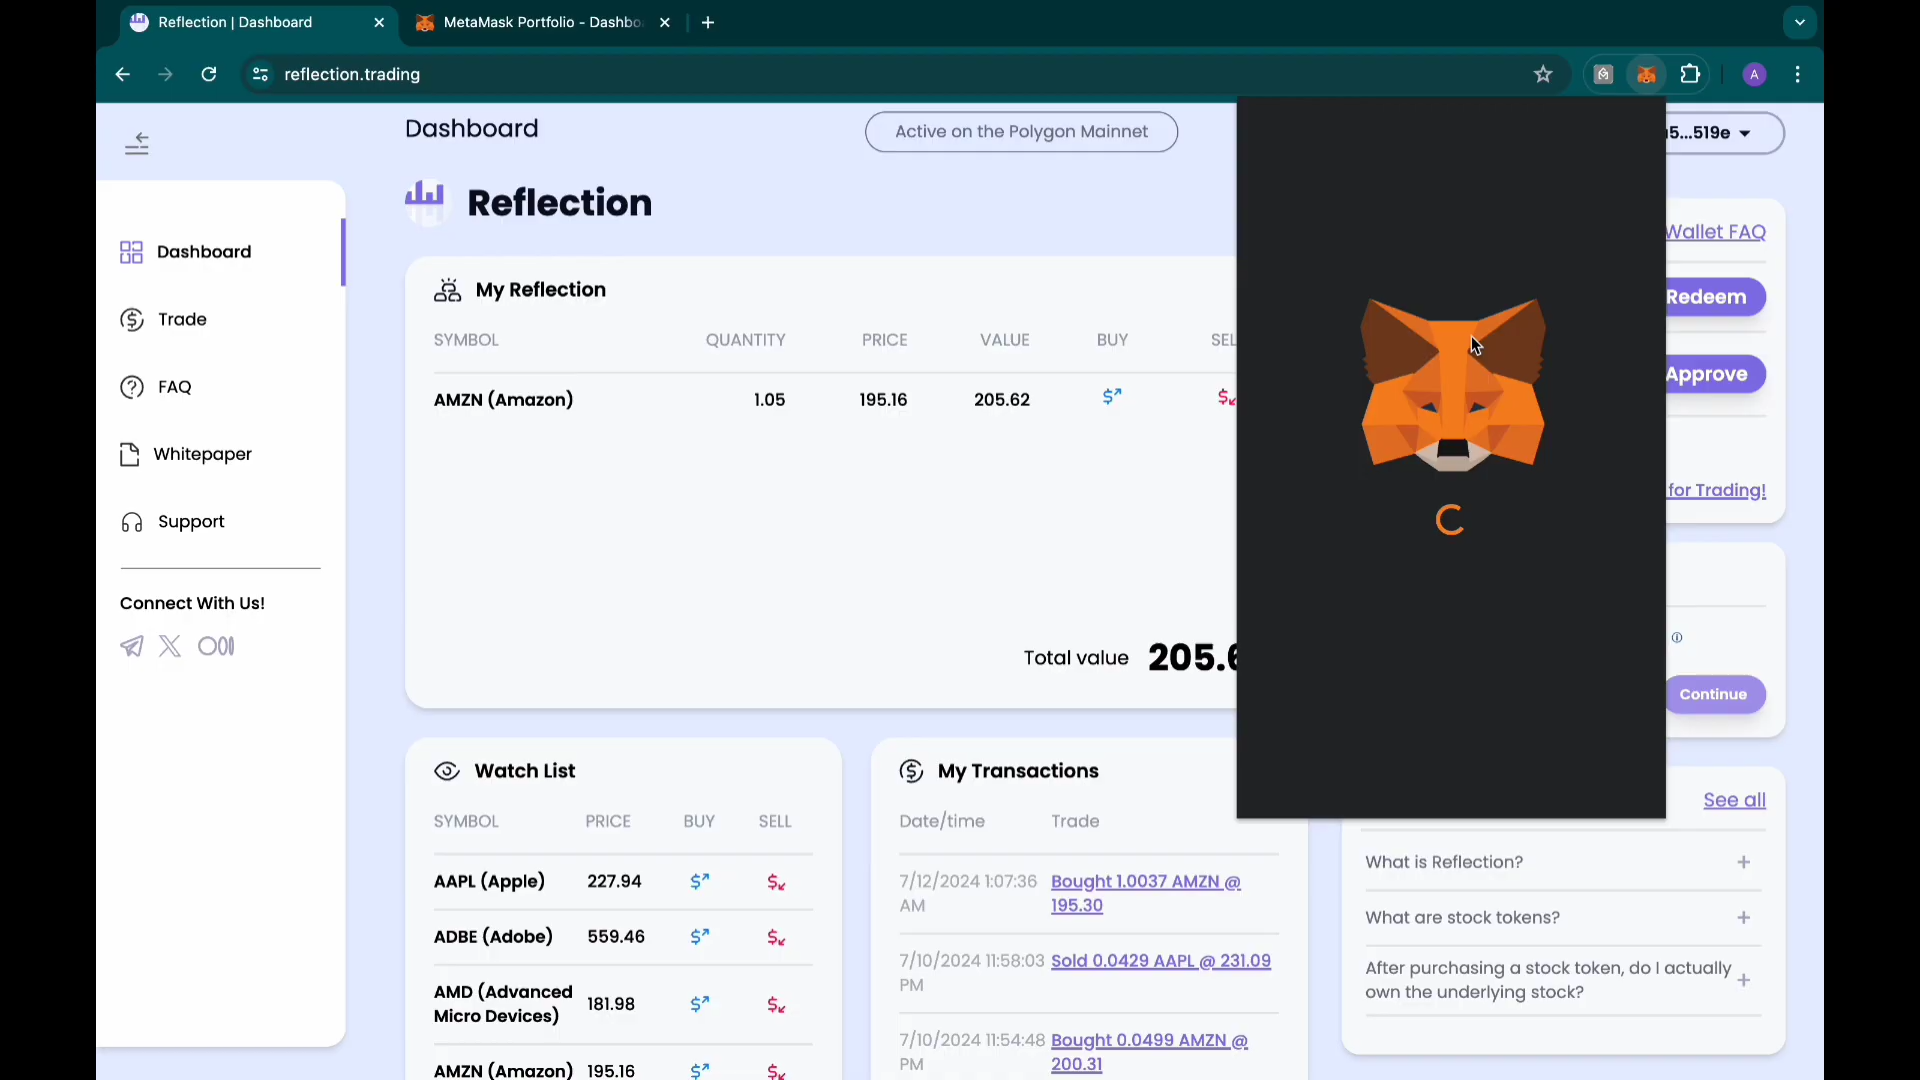 Reflection | Dashboard
MetaMask Portfolio - Dashbo
reflection.trading
A
Dashboard
Active on the Polygon Mainnet
5...519e
Reflection
Dashboard
Trade
FAQ
Whitepaper
Support
Connect With Us!
My Reflection
SYMBOL QUANTITY PRICE VALUE BUY SEL
AMZN (Amazon) 1.05 195.16 205.62
Total value 205.6
Wallet FAQ
Redeem
Approve
for Trading!
Continue
Watch List
SYMBOL PRICE BUY SELL
AAPL (Apple) 227.94
ADBE (Adobe) 559.46
AMD (Advanced
Micro Devices) 181.98
AMZN (Amazon) 195.16
My Transactions
Date/time Trade
7/12/2024 1:07:36 Bought 1.0037 AMZN @
AM 195.30
7/10/2024 11:58:03 Sold 0.0429 AAPL @ 231.09
PM
7/10/2024 11:54:48 Bought 0.0499 AMZN @
PM 200.31
See all
What is Reflection?
What are stock tokens?
After purchasing a stock token, do I actually
own the underlying stock?